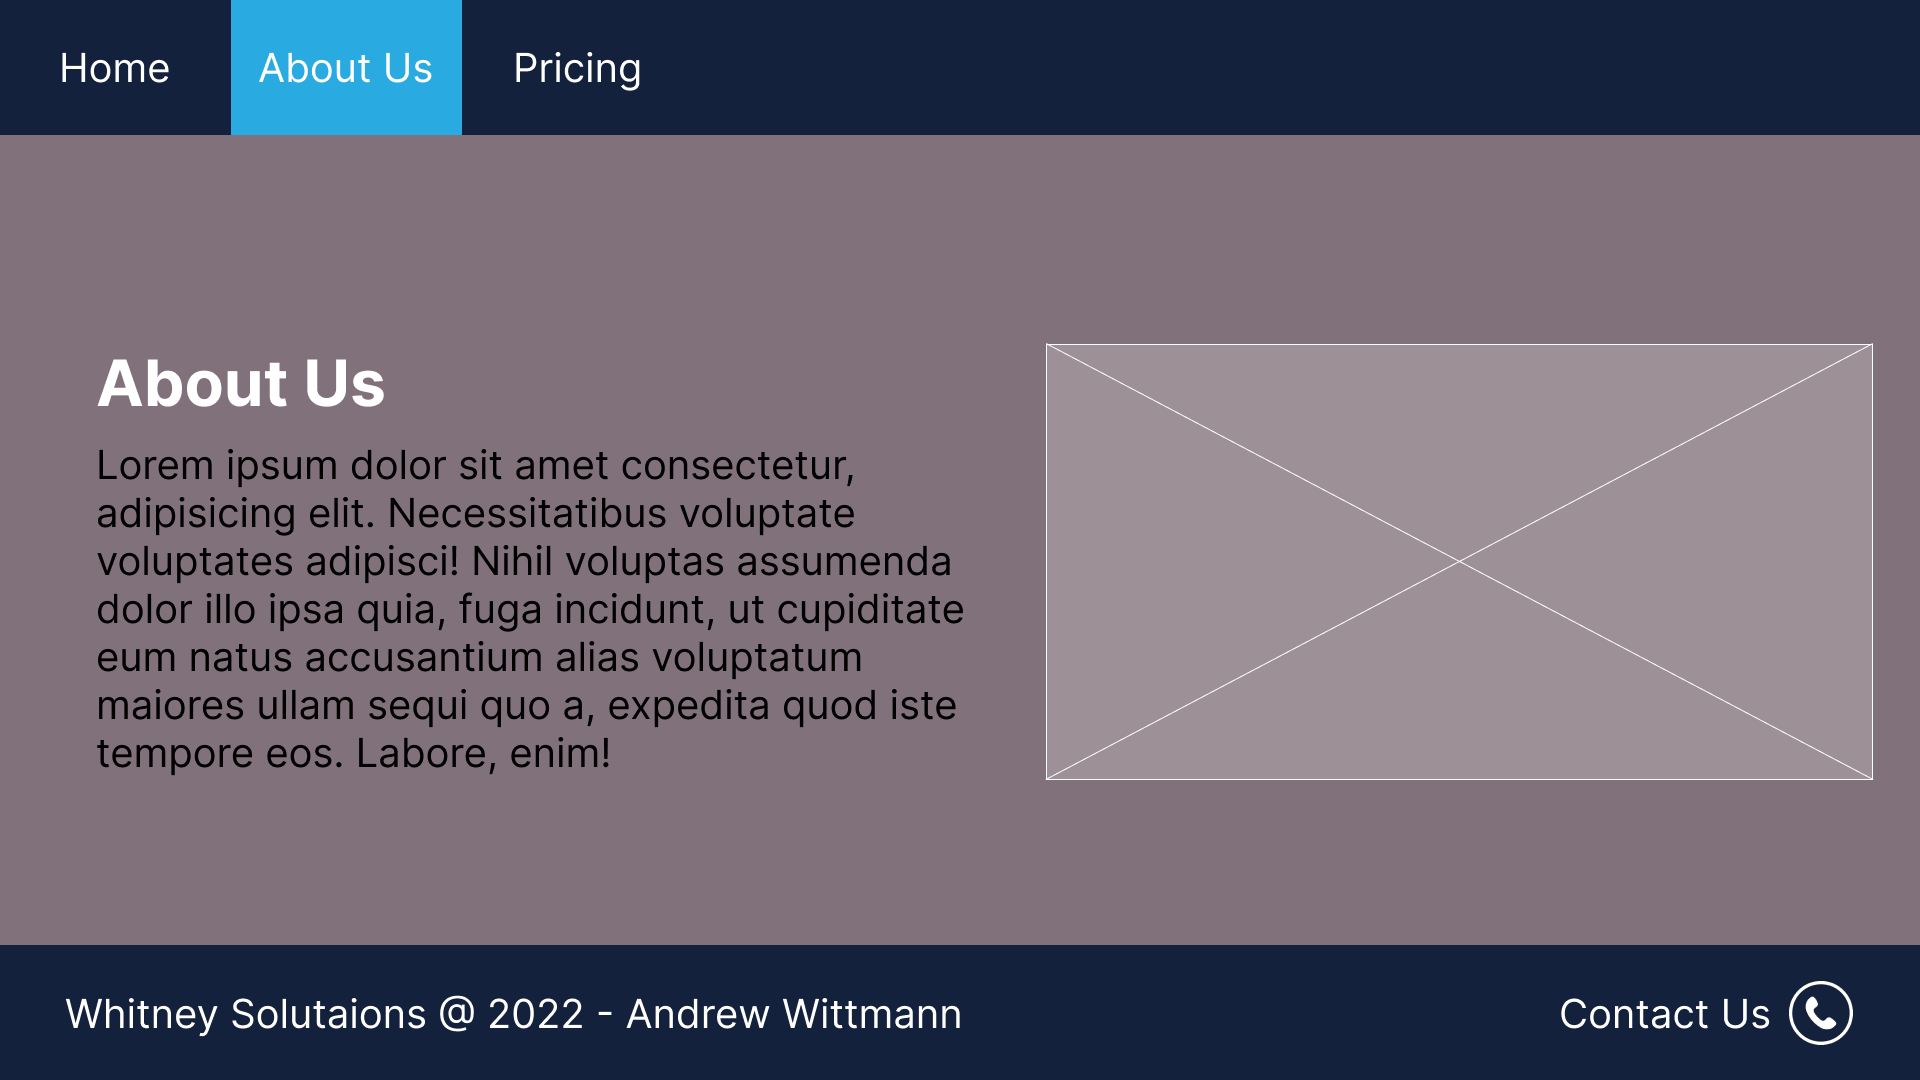 Home
About Us
Pricing
About Us
Lorem ipsum dolor sit amet consectetur,
adipisicing elit. Necessitatibus voluptate
voluptates adipisci! Nihil voluptas assumenda
dolor illo ipsa quia, fuga incidunt, ut cupiditate
eum natus accusantium alias voluptatum
maiores ullam sequi quo a, expedita quod iste
tempore eos. Labore, enim!
Whitney Solutaions @ 2022 - Andrew Wittmann
Contact Us